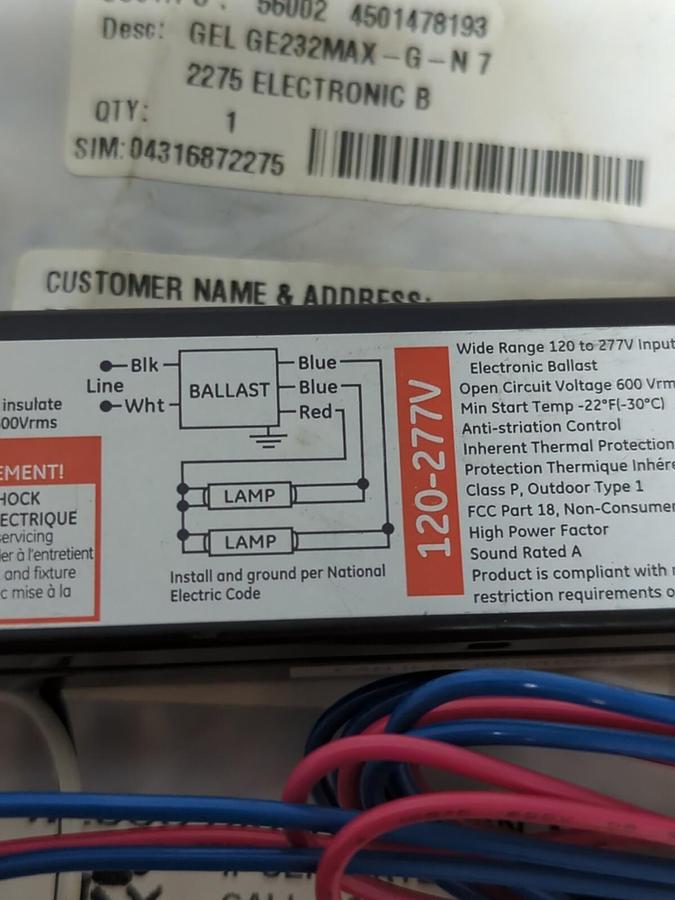 56002 4501478193
Desc: GEL GE232MAX-G-N 7
2275 ELECTRONIC B
QTY: 1
SIM: 04316872275
CUSTOMER NAME & ADDRESS:
insulate
00Vrms
EMENT!
HOCK
ECTRIQUE
servicing
ler à l'entretient
and fixture
c mise à la
Line
Blk
Wht
BALLAST
Blue
Blue
Red
LAMP
LAMP
Install and ground per National
Electric Code
120-277V
Wide Range 120 to 277V Input
Electronic Ballast
Open Circuit Voltage 600 Vrm
Min Start Temp -22°F(-30°C)
Anti-striation Control
Inherent Thermal Protection
Protection Thermique Inhére
Class P, Outdoor Type 1
FCC Part 18, Non-Consumer
High Power Factor
Sound Rated A
Product is compliant with
restriction requirements o